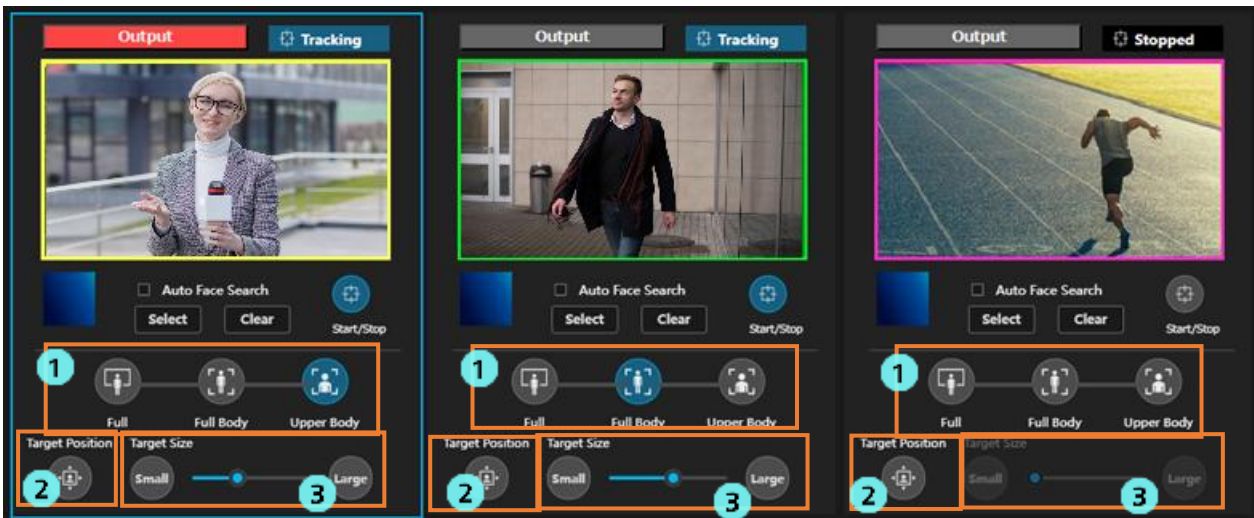 Output Tracking Output Tracking Output Stopped
Auto Face Search Auto Face Search Auto Face Search
Select Clear Select Clear Select Clear
Start/Stop Start/Stop Start/Stop
1 1 1
Full Full Body Upper Body Full Full Body Upper Body Full Full Body Upper Body
Target Position Target Size Target Position Target Size Target Position Target Size
2 Small 3 Large 2 Small 3 Large 2 Small 3 Large